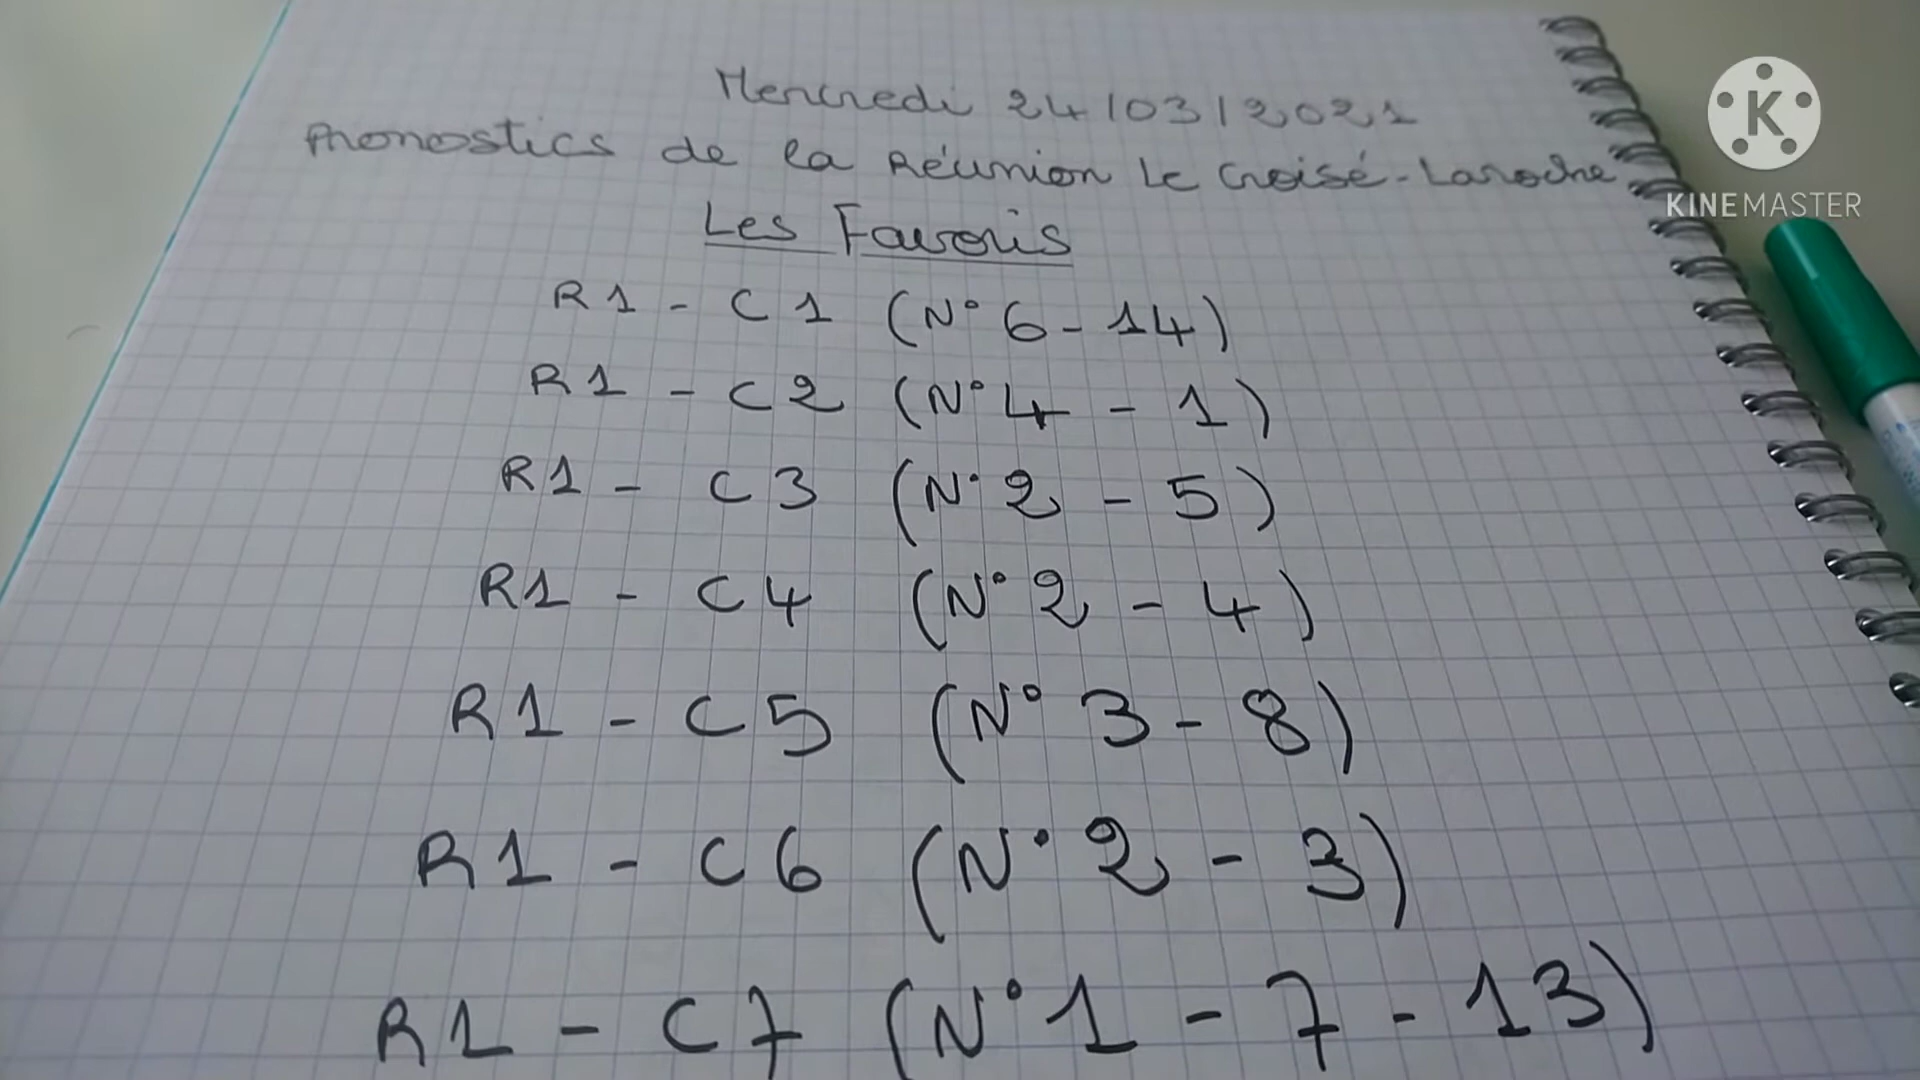 Mercredi 24/03/2021
Pronostics de la Réunion Le Croisé-Laroche
Les Favoris
R1 - C1 (N° 6 - 14)
R1 - C2 (N° 4 - 1)
R1 - C3 (N° 2 - 5)
R1 - C4 (N° 2 - 4)
R1 - C5 (N° 3 - 8)
R1 - C6 (N° 2 - 3)
R1 - C7 (N° 1 - 7 - 13)
K
KINEMASTER